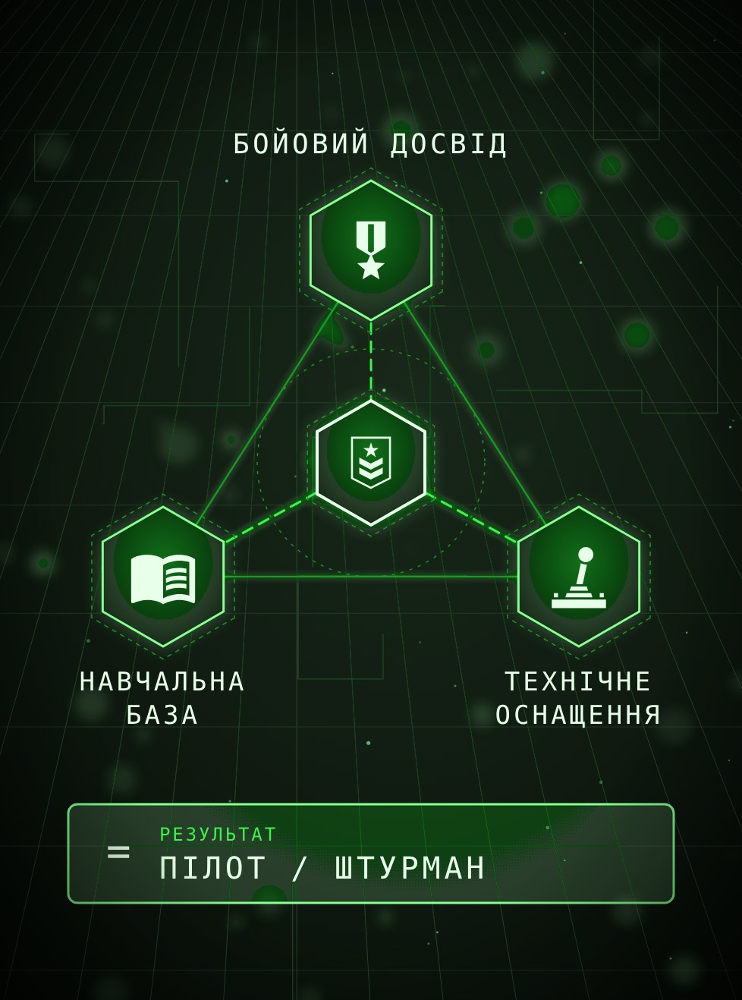 БОЙОВИЙ ДОСВІД
НАВЧАЛЬНА
БАЗА
ТЕХНІЧНЕ
ОСНАЩЕННЯ
=
РЕЗУЛЬТАТ
ПІЛОТ / ШТУРМАН